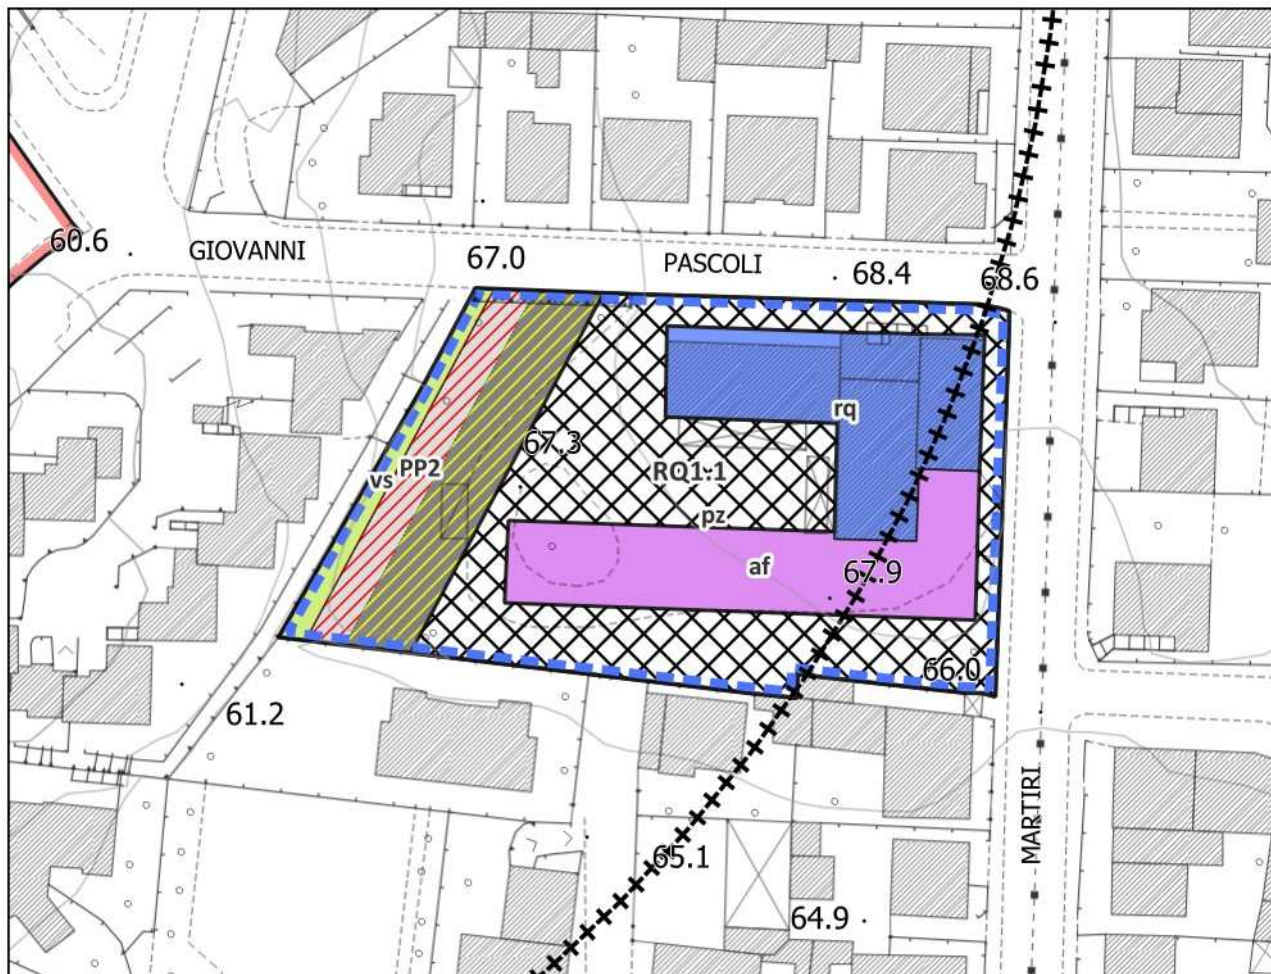 60.6
GIOVANNI
67.0
PASCOLI
68.4
68.6
rq
67.3
vs
PP2
RQ1.1
pz
af
67.9
66.0
61.2
MARTIRI
65.1
64.9